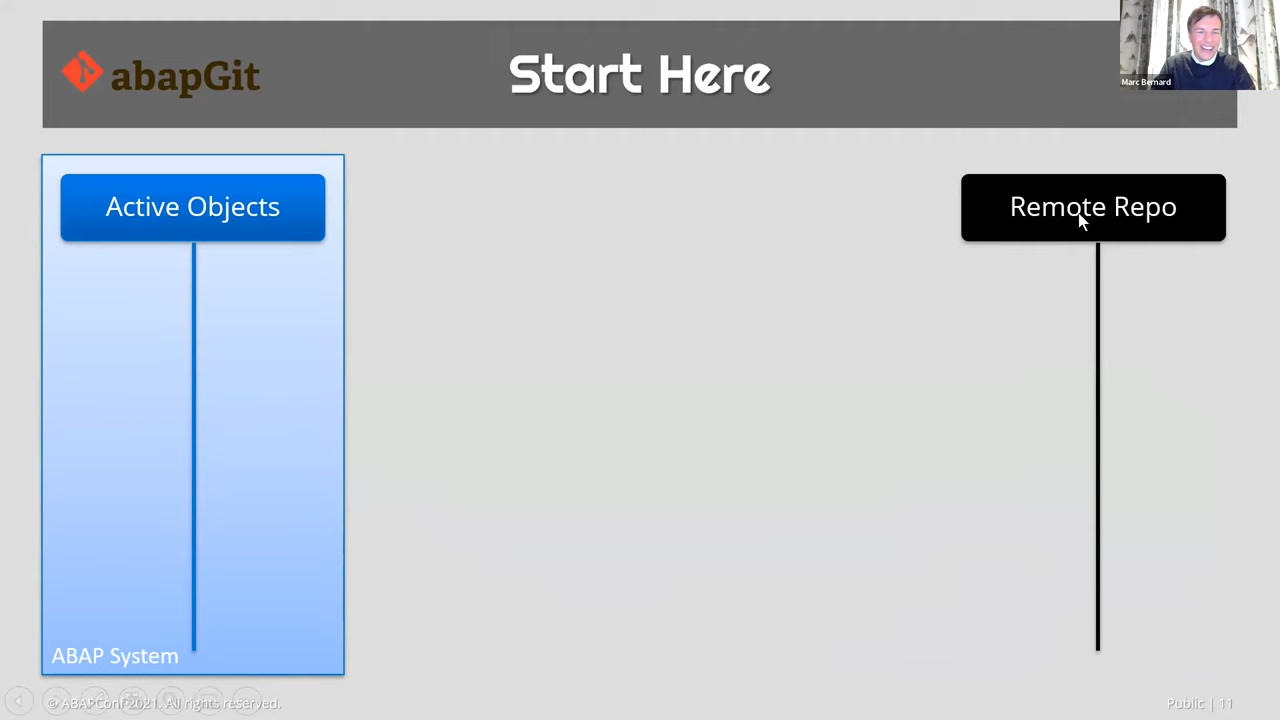 abapGit
Start Here
Marc Bernard
Active Objects
Remote Repo
ABAP System
© ABAPConf 2021. All rights reserved.
Public | 11